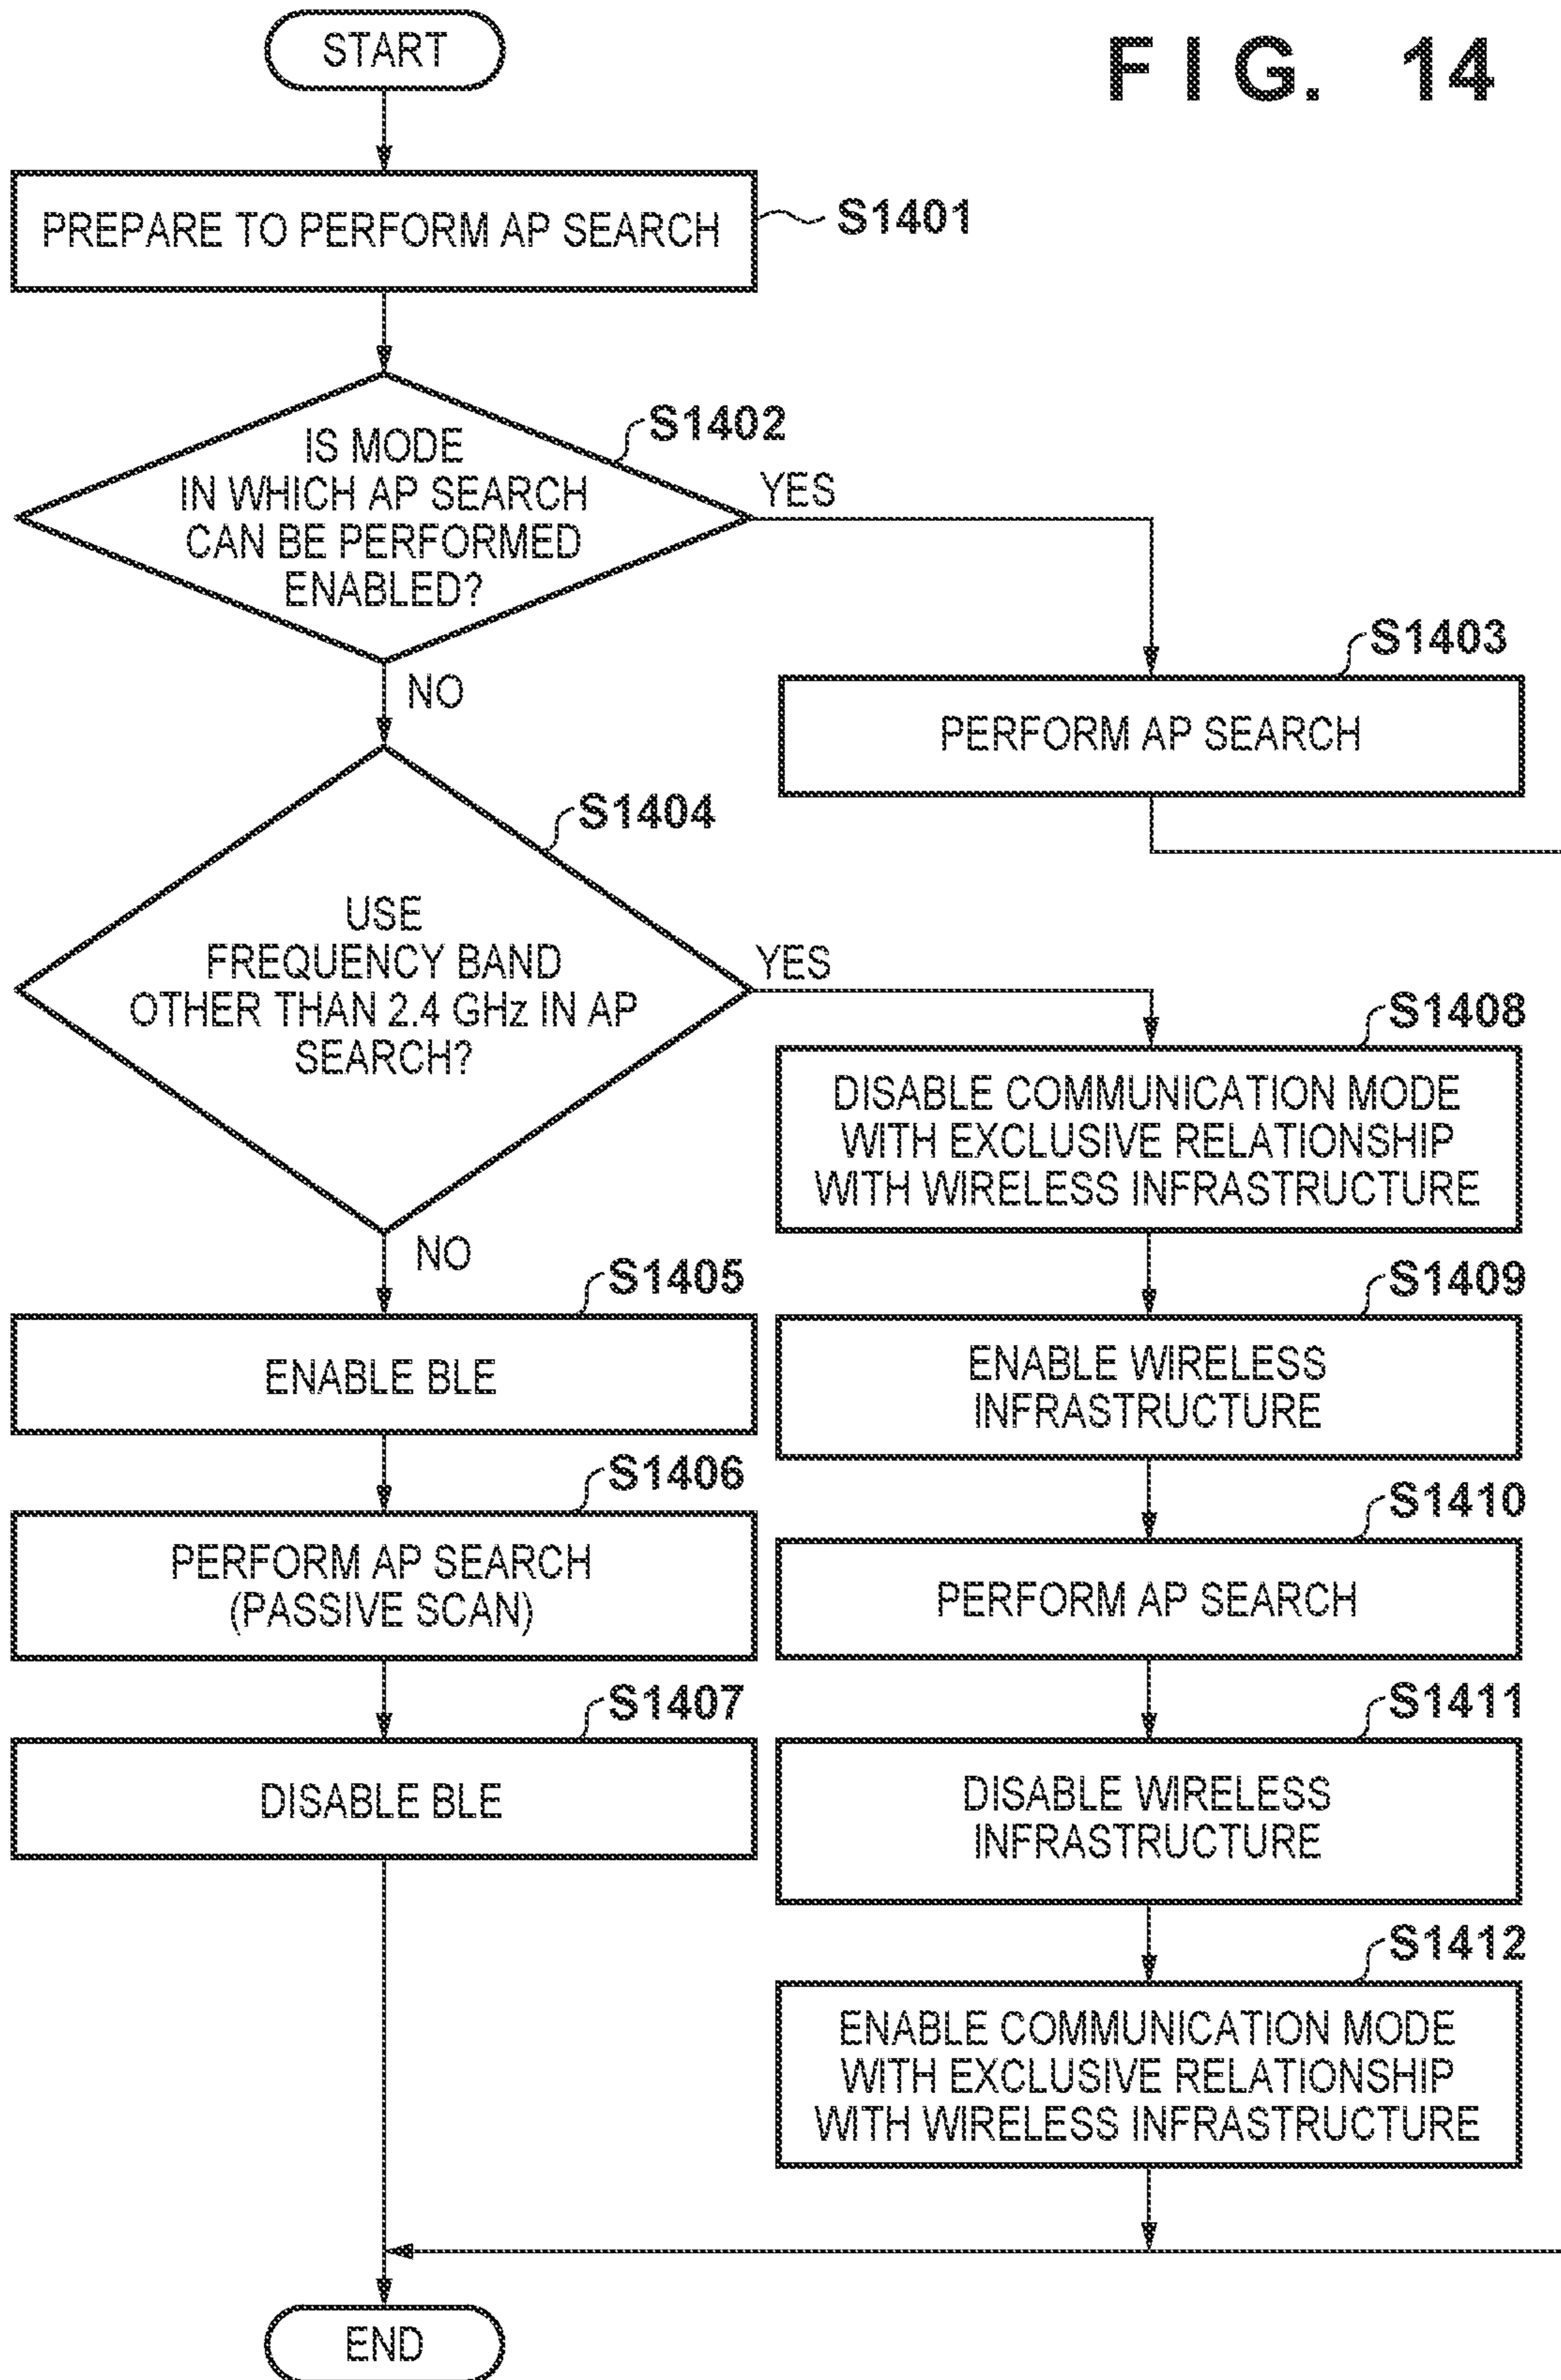 FIG. 14
START
PREPARE TO PERFORM AP SEARCH
S1401
S1402
IS MODE
IN WHICH AP SEARCH
CAN BE PERFORMED
ENABLED?
YES
NO
S1403
PERFORM AP SEARCH
S1404
USE
FREQUENCY BAND
OTHER THAN 2.4 GHz IN AP
SEARCH?
YES
NO
S1405
ENABLE BLE
S1406
PERFORM AP SEARCH
(PASSIVE SCAN)
S1407
DISABLE BLE
S1408
DISABLE COMMUNICATION MODE
WITH EXCLUSIVE RELATIONSHIP
WITH WIRELESS INFRASTRUCTURE
S1409
ENABLE WIRELESS
INFRASTRUCTURE
S1410
PERFORM AP SEARCH
S1411
DISABLE WIRELESS
INFRASTRUCTURE
S1412
ENABLE COMMUNICATION MODE
WITH EXCLUSIVE RELATIONSHIP
WITH WIRELESS INFRASTRUCTURE
END